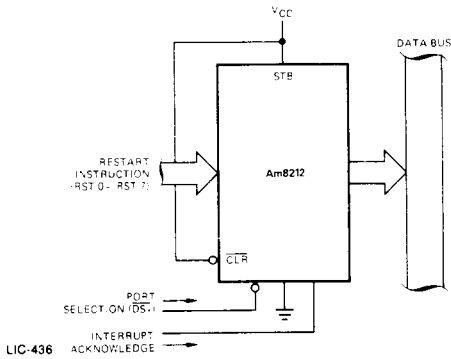 VCC
DATA BUS
STB
RESTART
INSTRUCTION
(RST 0 – RST 7)
Am8212
CLR
PORT
SELECTION (DS1)
INTERRUPT
ACKNOWLEDGE
LIC-436